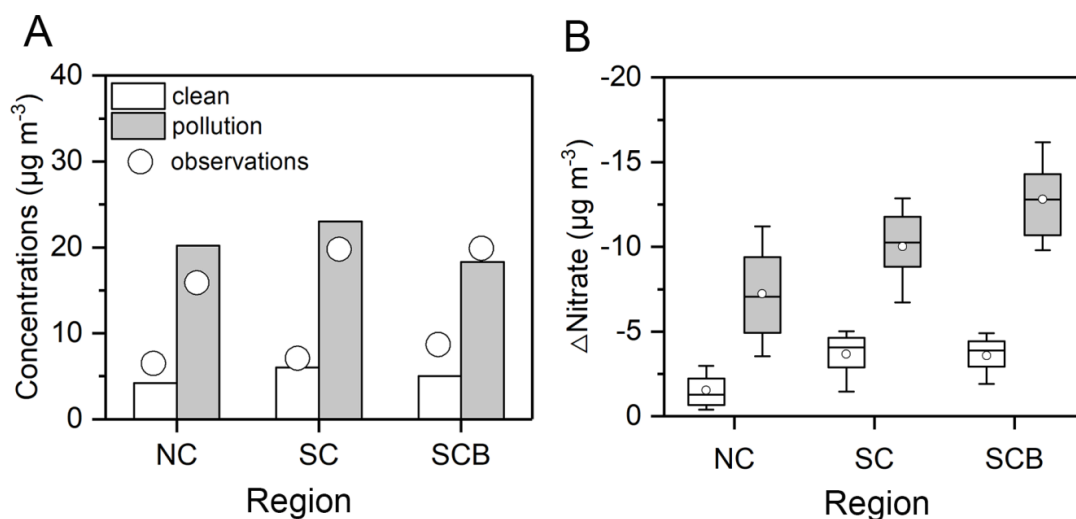 A
Concentrations (μg m-3)
40
30
20
10
0
clean
pollution
observations
NC
SC
SCB
Region
B
△Nitrate (μg m-3)
-20
-15
-10
-5
0
NC
SC
SCB
Region